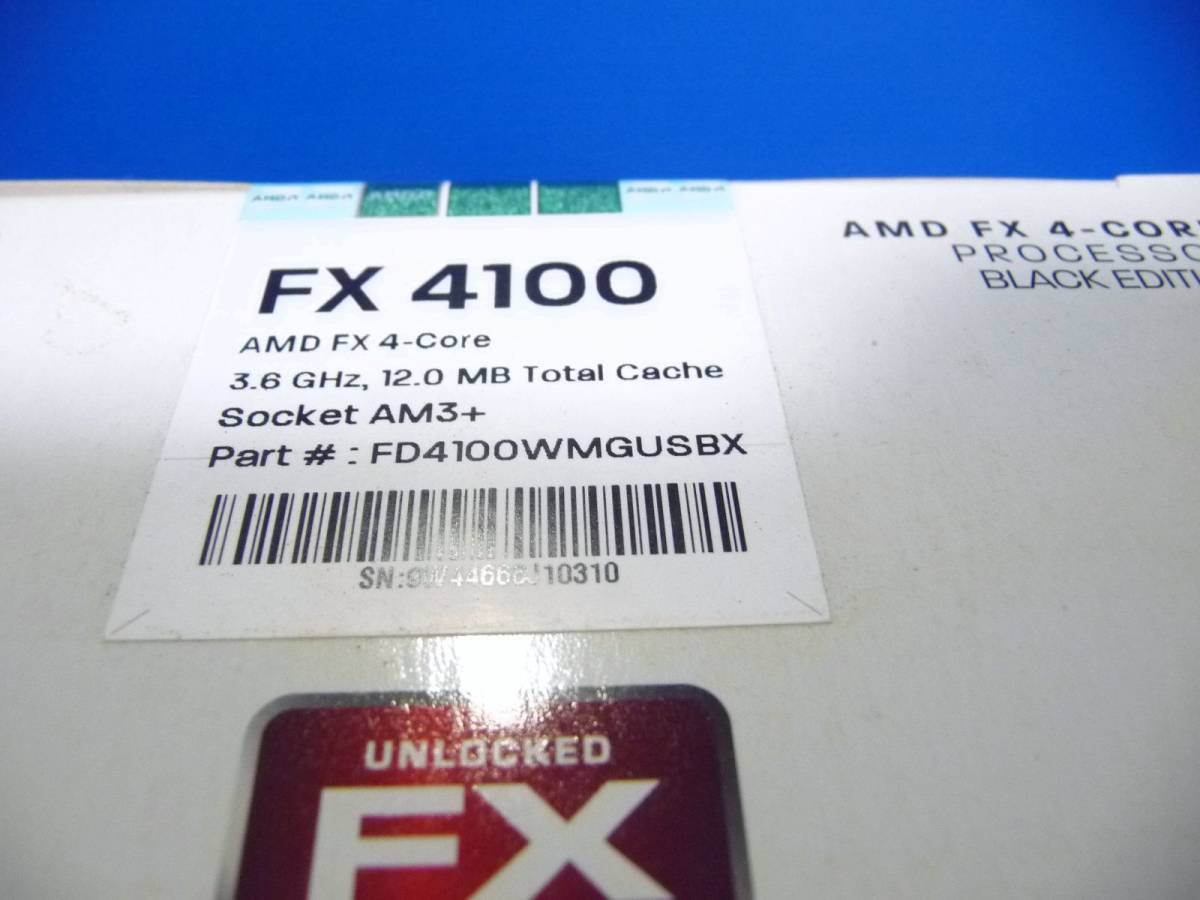 AMD FX 4-COR
PROCESSO
BLACK EDITI
FX 4100
AMD FX 4-Core
3.6 GHz, 12.0 MB Total Cache
Socket AM3+
Part # : FD4100WMGUSBX
UNLOCKED
FX